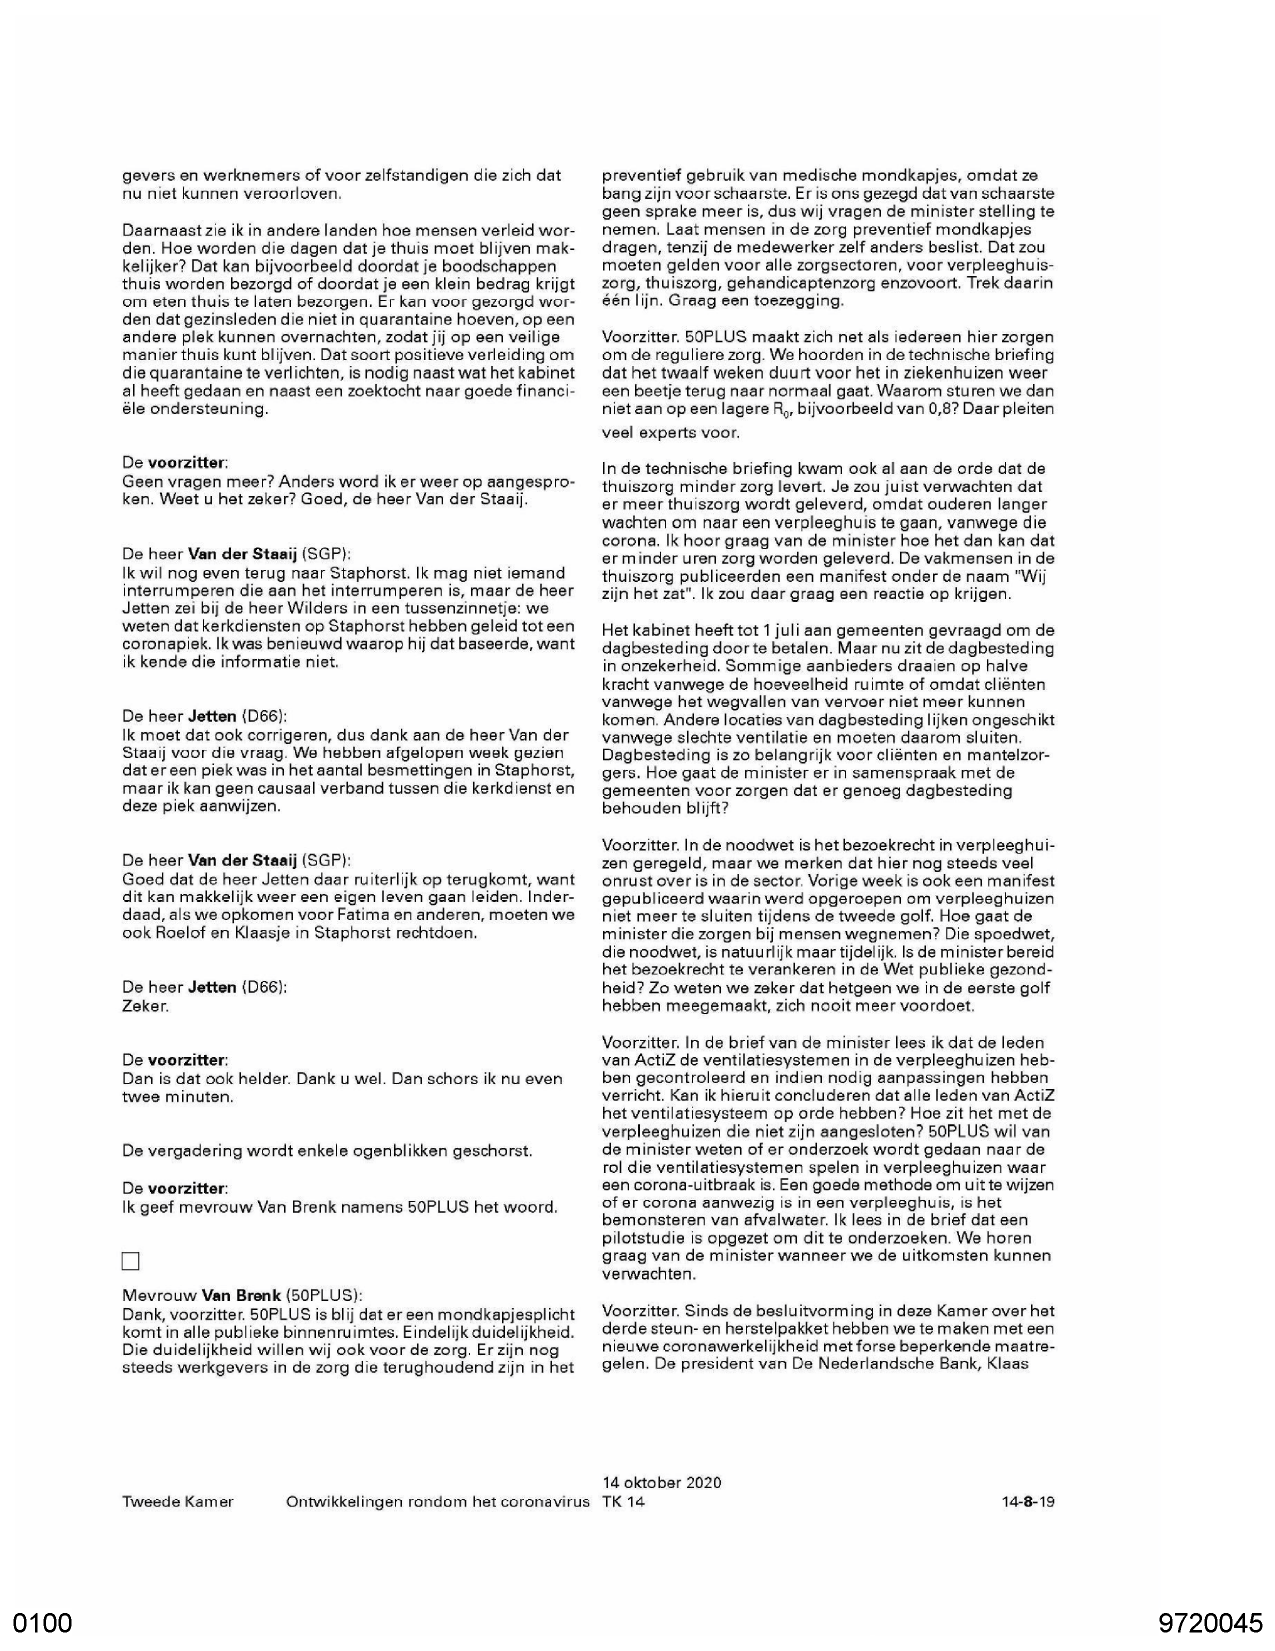 gevers en werknemers of voor zelfstandigen die zich dat
nu niet kunnen veroorloven.
Daarnaast zie ik in andere landen hoe mensen verleid wor-
den. Hoe worden die dagen dat je thuis moet blijven mak-
kelijker? Dat kan bijvoorbeeld doordat je boodschappen
thuis worden bezorgd of doordat je een klein bedrag krijgt
om eten thuis te laten bezorgen. Er kan voor gezorgd wor-
den dat gezinsleden die niet in quarantaine hoeven, op een
andere plek kunnen overnachten, zodat jij op een veilige
manier thuis kunt blijven. Dat soort positieve verleiding om
die quarantaine te verlichten, is nodig naast wat het kabinet
al heeft gedaan en naast een zoektocht naar goede financi-
ële ondersteuning.
De voorzitter:
Geen vragen meer? Anders word ik er weer op aangespro-
ken. Weet u het zeker? Goed, de heer Van der Staaij.
De heer Van der Staaij (SGP):
Ik wil nog even terug naar Staphorst. Ik mag niet iemand
interrumperen die aan het interrumperen is, maar de heer
Jetten zei bij de heer Wilders in een tussenzinnetje: we
weten dat kerkdiensten op Staphorst hebben geleid tot een
coronapiek. Ik was benieuwd waarop hij dat baseerde, want
ik kende die informatie niet.
De heer Jetten (D66):
Ik moet dat ook corrigeren, dus dank aan de heer Van der
Staaij voor die vraag. We hebben afgelopen week gezien
dat er een piek was in het aantal besmettingen in Staphorst,
maar ik kan geen causaal verband tussen die kerkdienst en
deze piek aanwijzen.
De heer Van der Staaij (SGP):
Goed dat de heer Jetten daar ruiterlijk op terugkomt, want
dit kan makkelijk weer een eigen leven gaan leiden. Inder-
daad, als we opkomen voor Fatima en anderen, moeten we
ook Roelof en Klaasje in Staphorst rechtdoen.
De heer Jetten (D66):
Zeker.
De voorzitter:
Dan is dat ook helder. Dank u wel. Dan schors ik nu even
twee minuten.
De vergadering wordt enkele ogenblikken geschorst.
De voorzitter:
Ik geef mevrouw Van Brenk namens 50PLUS het woord.
Mevrouw Van Brenk (50PLUS):
Dank, voorzitter. 50PLUS is blij dat er een mondkapjesplicht
komt in alle publieke binnenruimtes. Eindelijk duidelijkheid.
Die duidelijkheid willen wij ook voor de zorg. Er zijn nog
steeds werkgevers in de zorg die terughoudend zijn in het
preventief gebruik van medische mondkapjes, omdat ze
bang zijn voor schaarste. Er is ons gezegd dat van schaarste
geen sprake meer is, dus wij vragen de minister stelling te
nemen. Laat mensen in de zorg preventief mondkapjes
dragen, tenzij de medewerker zelf anders beslist. Dat zou
moeten gelden voor alle zorgsectoren, voor verpleeghuis-
zorg, thuiszorg, gehandicaptenzorg enzovoort. Trek daarin
één lijn. Graag een toezegging.
Voorzitter. 50PLUS maakt zich net als iedereen hier zorgen
om de reguliere zorg. We hoorden in de technische briefing
dat het twaalf weken duurt voor het in ziekenhuizen weer
een beetje terug naar normaal gaat. Waarom sturen we dan
niet aan op een lagere R0, bijvoorbeeld van 0,8? Daar pleiten
veel experts voor.
In de technische briefing kwam ook al aan de orde dat de
thuiszorg minder zorg levert. Je zou juist verwachten dat
er meer thuiszorg wordt geleverd, omdat ouderen langer
wachten om naar een verpleeghuis te gaan, vanwege die
corona. Ik hoor graag van de minister hoe het dan kan dat
er minder uren zorg worden geleverd. De vakmensen in de
thuiszorg publiceerden een manifest onder de naam "Wij
zijn het zat". Ik zou daar graag een reactie op krijgen.
Het kabinet heeft tot 1 juli aan gemeenten gevraagd om de
dagbesteding door te betalen. Maar nu zit de dagbesteding
in onzekerheid. Sommige aanbieders draaien op halve
kracht vanwege de hoeveelheid ruimte of omdat cliënten
vanwege het wegvallen van vervoer niet meer kunnen
komen. Andere locaties van dagbesteding lijken ongeschikt
vanwege slechte ventilatie en moeten daarom sluiten.
Dagbesteding is zo belangrijk voor cliënten en mantelzor-
gers. Hoe gaat de minister er in samenspraak met de
gemeenten voor zorgen dat er genoeg dagbesteding
behouden blijft?
Voorzitter. In de noodwet is het bezoekrecht in verpleeghui-
zen geregeld, maar we merken dat hier nog steeds veel
onrust over is in de sector. Vorige week is ook een manifest
gepubliceerd waarin werd opgeroepen om verpleeghuizen
niet meer te sluiten tijdens de tweede golf. Hoe gaat de
minister die zorgen bij mensen wegnemen? Die spoedwet,
die noodwet, is natuurlijk maar tijdelijk. Is de minister bereid
het bezoekrecht te verankeren in de Wet publieke gezond-
heid? Zo weten we zeker dat hetgeen we in de eerste golf
hebben meegemaakt, zich nooit meer voordoet.
Voorzitter. In de brief van de minister lees ik dat de leden
van ActiZ de ventilatiesystemen in de verpleeghuizen heb-
ben gecontroleerd en indien nodig aanpassingen hebben
verricht. Kan ik hieruit concluderen dat alle leden van ActiZ
het ventilatiesysteem op orde hebben? Hoe zit het met de
verpleeghuizen die niet zijn aangesloten? 50PLUS wil van
de minister weten of er onderzoek wordt gedaan naar de
rol die ventilatiesystemen spelen in verpleeghuizen waar
een corona-uitbraak is. Een goede methode om uit te wijzen
of er corona aanwezig is in een verpleeghuis, is het
bemonsteren van afvalwater. Ik lees in de brief dat een
pilotstudie is opgezet om dit te onderzoeken. We horen
graag van de minister wanneer we de uitkomsten kunnen
verwachten.
Voorzitter. Sinds de besluitvorming in deze Kamer over het
derde steun- en herstelpakket hebben we te maken met een
nieuwe coronawerkelijkheid met forse beperkende maatre-
gelen. De president van De Nederlandsche Bank, Klaas
14 oktober 2020
Tweede Kamer Ontwikkelingen rondom het coronavirus TK 14 14-8-19
0100 9720045